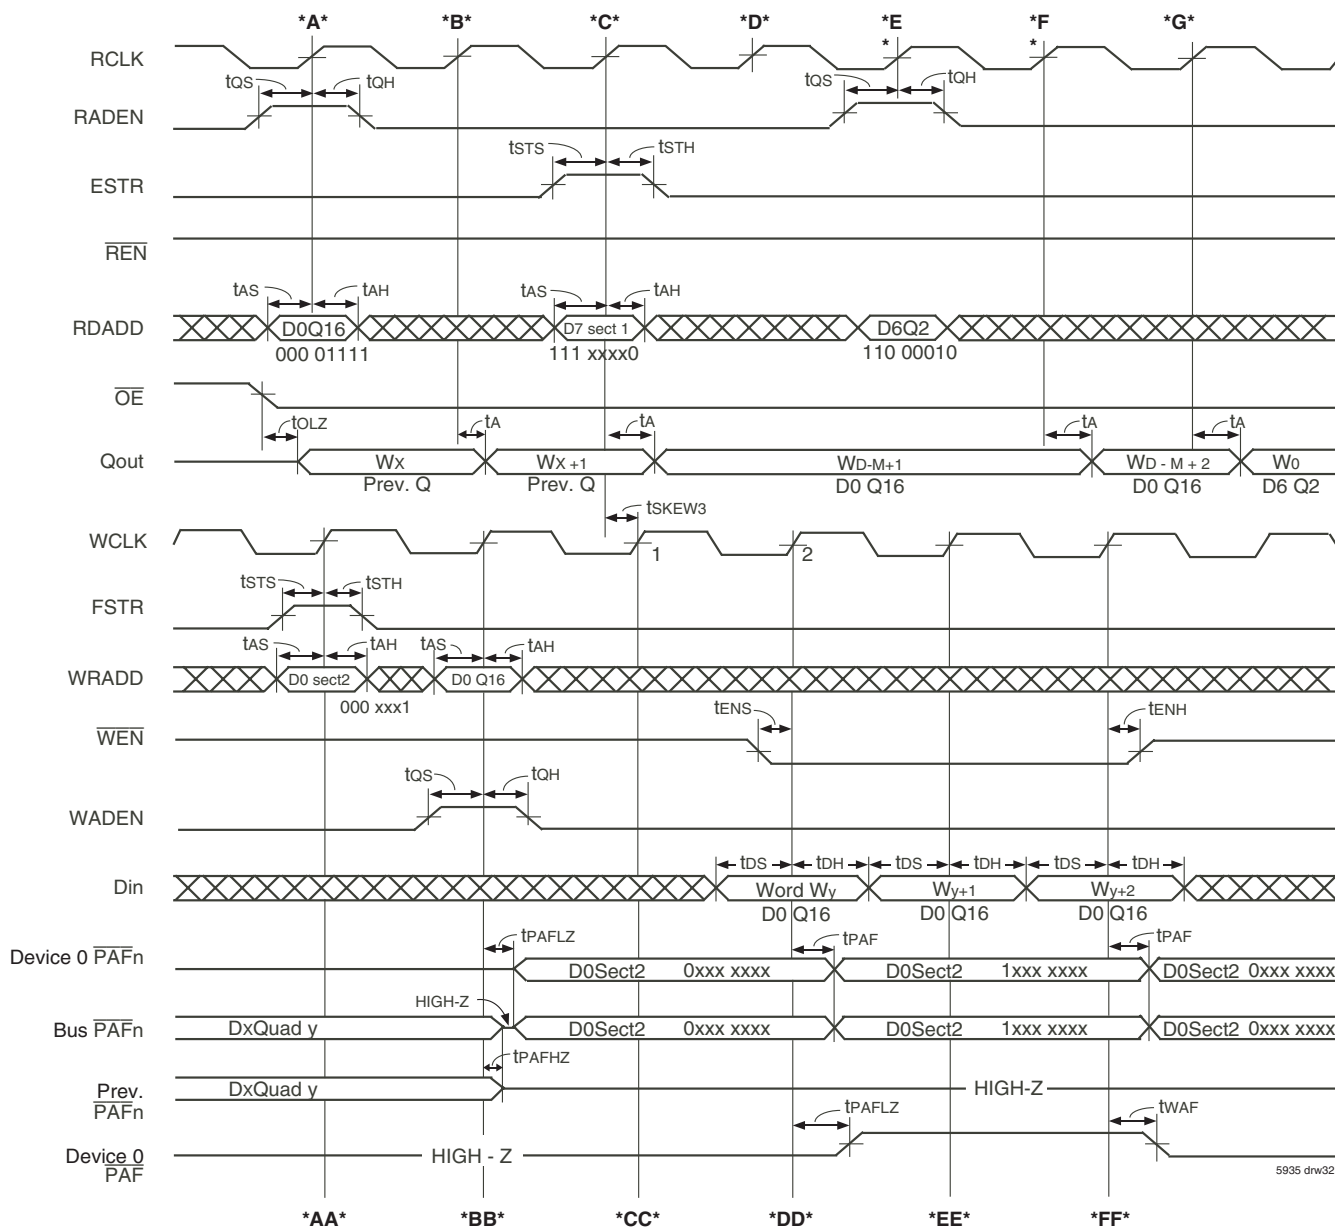 *A* *B* *C* *D* *E* *F* *G*
RCLK
tQS tQH tQS tQH
RADEN
tSTS tSTH
ESTR
REN
tAS tAH tAS tAH
RDADD D0Q16 D7 sect 1 D6Q2
000 01111 111 xxxx0 110 00010
OE
tOLZ tA tA tA tA
Qout WX WX +1 WD-M+1 WD - M + 2 W0
Prev. Q Prev. Q D0 Q16 D0 Q16 D6 Q2
tSKEW3
WCLK 1 2
tSTS tSTH
FSTR
tAS tAH tAS tAH
WRADD D0 sect2 D0 Q16
000 xxx1
tENS tENH
WEN
tQS tQH
WADEN
tDS tDH tDS tDH tDS tDH
Din Word Wy Wy+1 Wy+2
D0 Q16 D0 Q16 D0 Q16
tPAFLZ tPAF tPAF
Device 0 PAFn D0Sect2 0xxx xxxx D0Sect2 1xxx xxxx D0Sect2 0xxx xxxx
HIGH-Z
Bus PAFn DxQuad y D0Sect2 0xxx xxxx D0Sect2 1xxx xxxx D0Sect2 0xxx xxxx
tPAFHZ
Prev. PAFn DxQuad y HIGH-Z
tPAFLZ tWAF
Device 0 PAF HIGH - Z
5935 drw32
*AA* *BB* *CC* *DD* *EE* *FF*